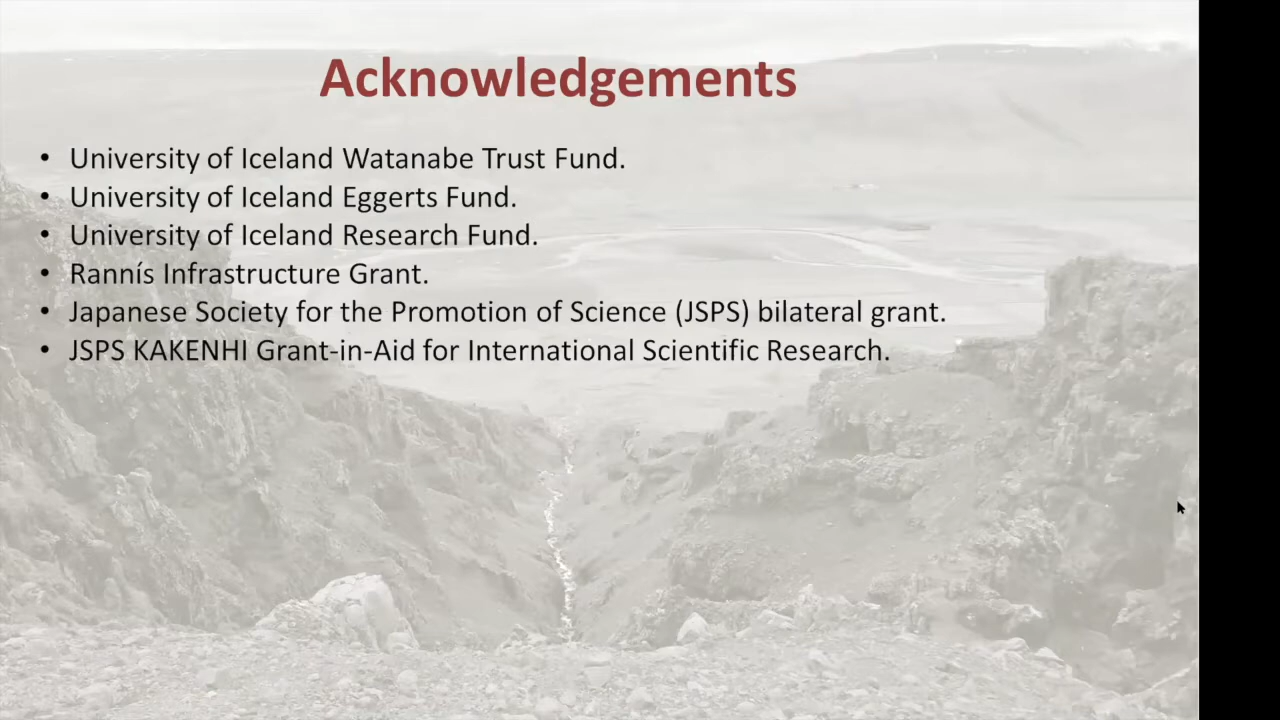 Acknowledgements
• University of Iceland Watanabe Trust Fund.
• University of Iceland Eggerts Fund.
• University of Iceland Research Fund.
• Rannís Infrastructure Grant.
• Japanese Society for the Promotion of Science (JSPS) bilateral grant.
• JSPS KAKENHI Grant-in-Aid for International Scientific Research.